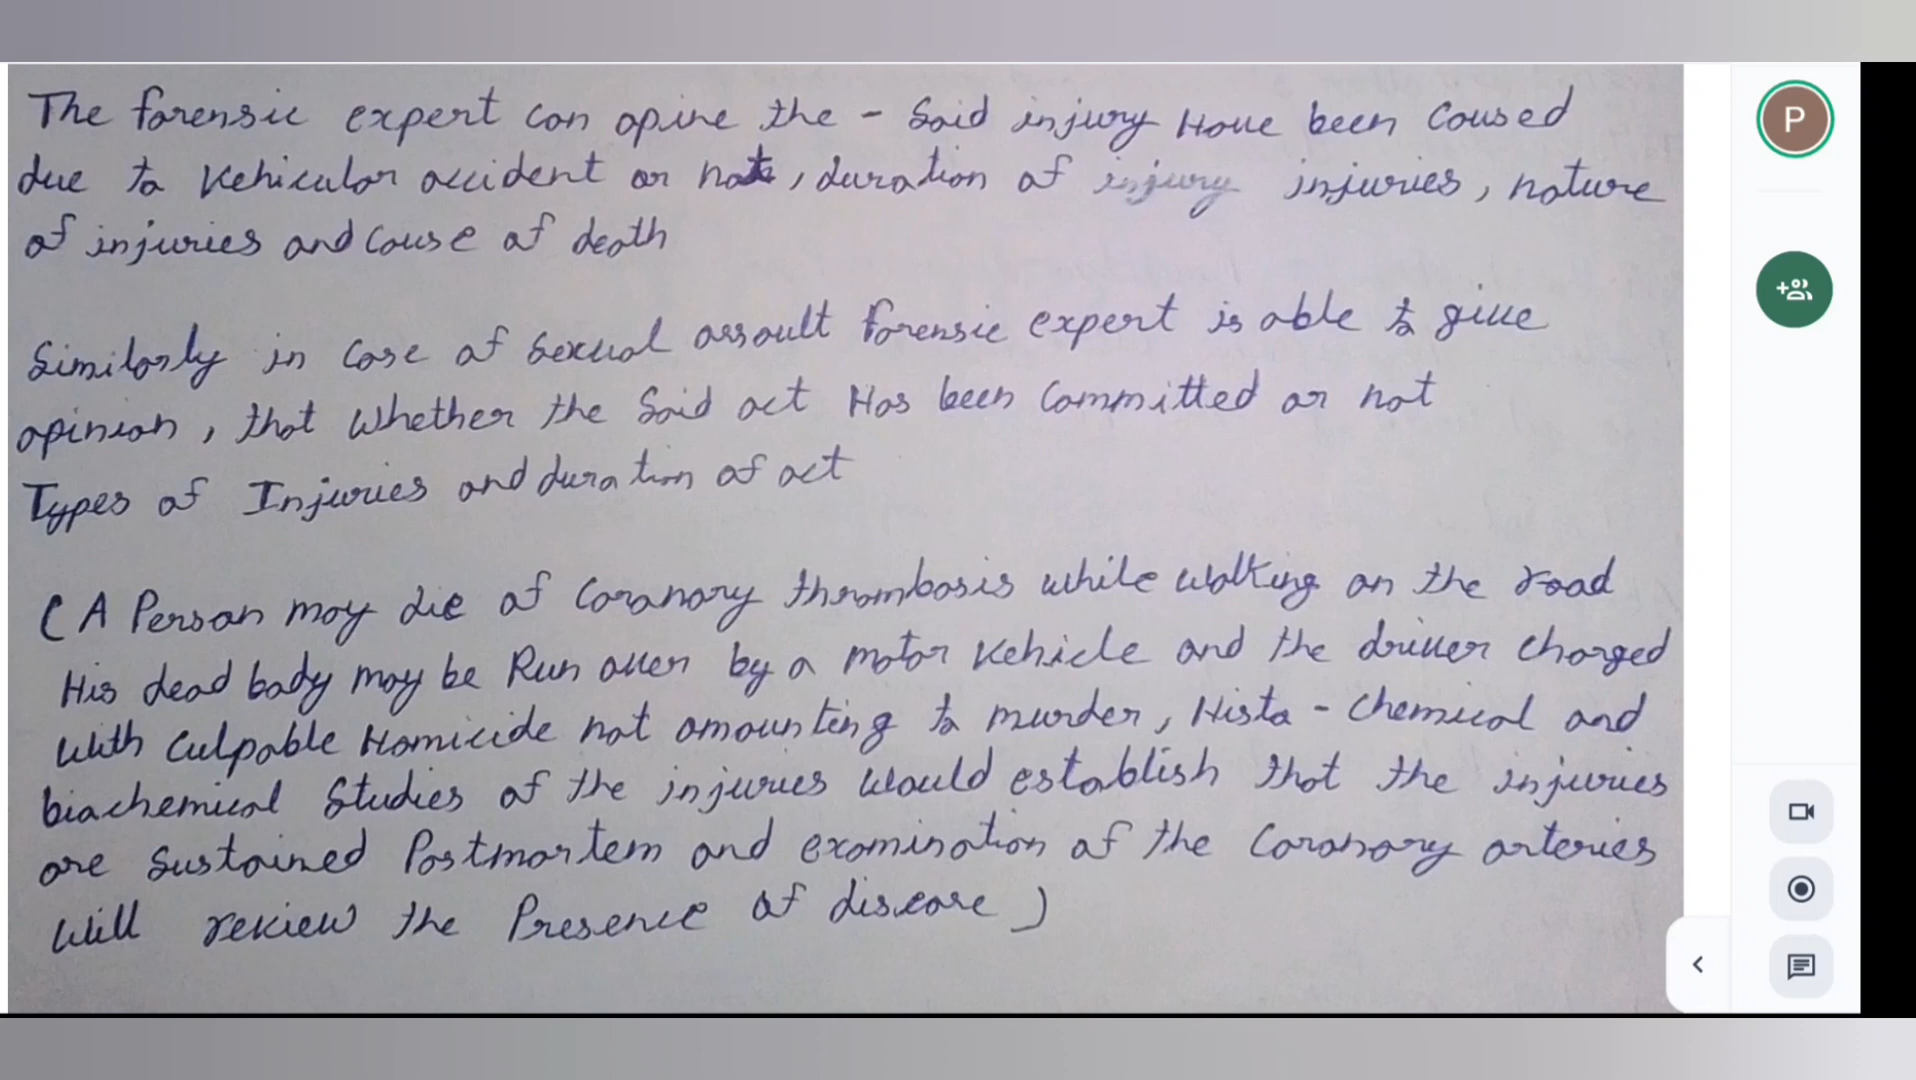 The forensic expert can opine the - Said injury Have been Caused
due to Vehicular accident or not, duration of injury injuries, nature
of injuries and Cause of death
Similarly in Case of Sexual assault forensic expert is able to give
opinion, that Whether the Said act Has been Committed or not
Types of Injuries and duration of act
(A Person may die of Coronary thrombosis while walking on the road
His dead body may be Run over by a motor Vehicle and the driver Charged
With Culpable Homicide not amounting to murder, Histo - Chemical and
biochemical Studies of the injuries Would establish that the injuries
are Sustained Postmortem and examination of the Coronary arteries
Will review the Presence of disease)
P